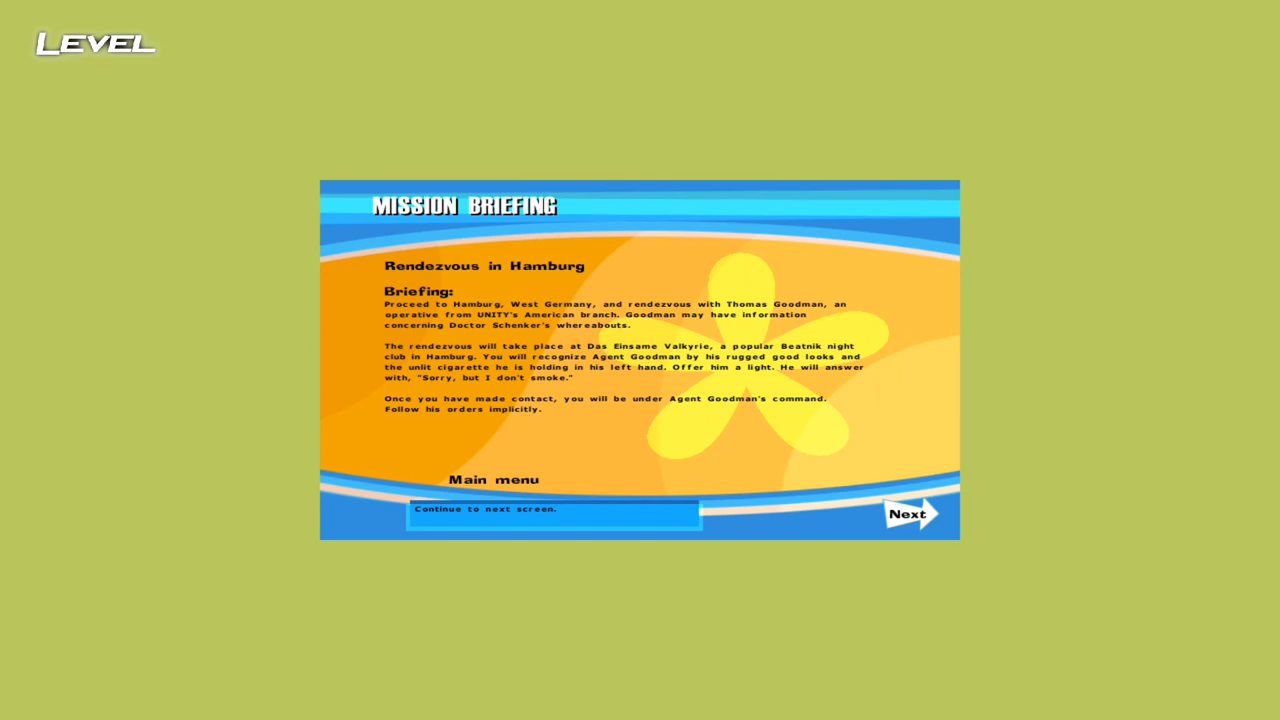 Level
MISSION BRIEFING
Rendezvous in Hamburg
Briefing:
Proceed to Hamburg, West Germany, and rendezvous with Thomas Goodman, an
operative from UNITY's American branch. Goodman may have information
concerning Doctor Schenker's whereabouts.
The rendezvous will take place at Das Einsame Valkyrie, a popular Beatnik night
club in Hamburg. You will recognize Agent Goodman by his rugged good looks and
the unlit cigarette he is holding in his left hand. Offer him a light. He will answer
with, "Sorry, but I don't smoke."
Once you have made contact, you will be under Agent Goodman's command.
Follow his orders implicitly.
Main menu
Continue to next screen.
Next